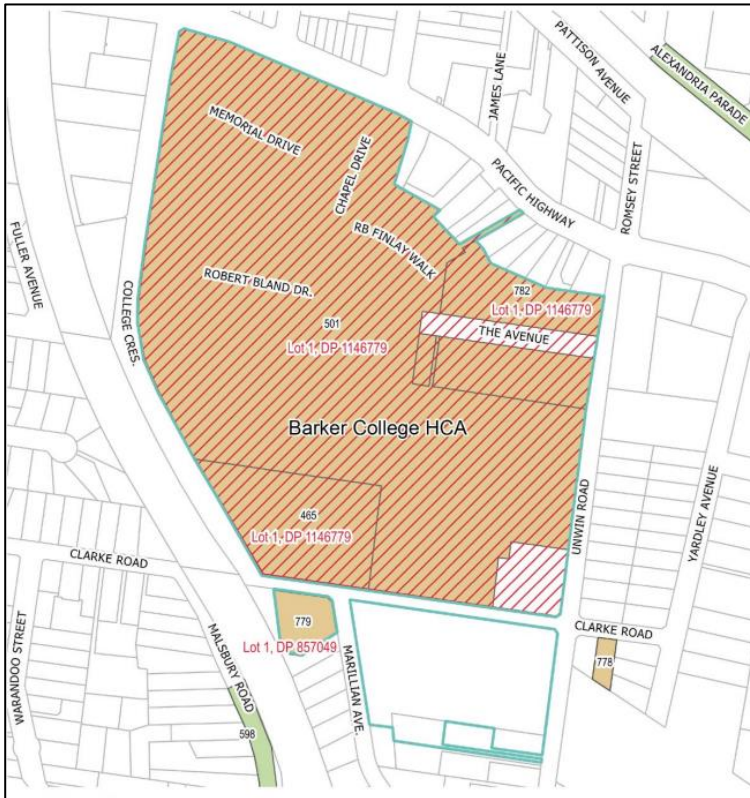 PATTISON AVENUE
ALEXANDRIA PARADE
JAMES LANE
MEMORIAL DRIVE
CHAPEL DRIVE
PACIFIC HIGHWAY
ROMSEY STREET
RB FINLAY WALK
FULLER AVENUE
COLLEGE CRES.
ROBERT BLAND DR.
782
Lot 1, DP 1146779
501
THE AVENUE
Lot 1, DP 1146779
Barker College HCA
UNWIN ROAD
YARDLEY AVENUE
465
Lot 1, DP 1146779
CLARKE ROAD
779
CLARKE ROAD
Lot 1, DP 857049
778
WARANDOO STREET
MALSBURY ROAD
MARILLIAN AVE.
598